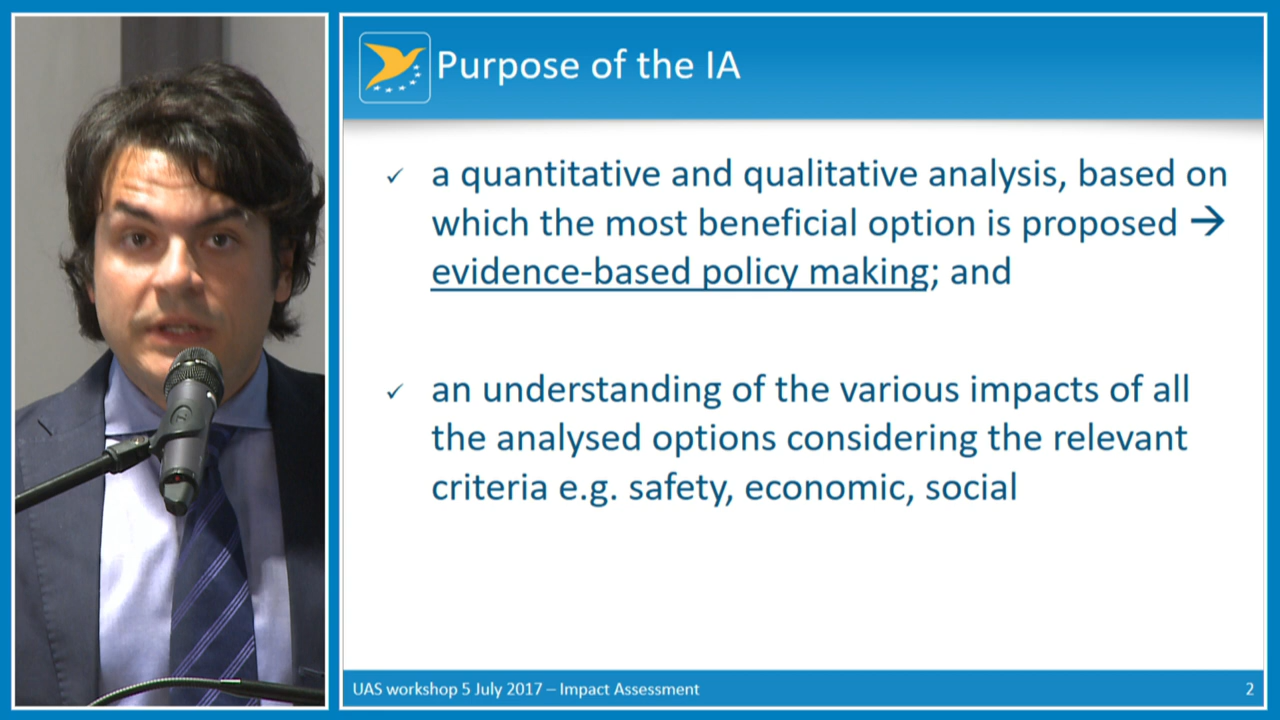 Purpose of the IA
✓ a quantitative and qualitative analysis, based on
which the most beneficial option is proposed →
evidence-based policy making; and
✓ an understanding of the various impacts of all
the analysed options considering the relevant
criteria e.g. safety, economic, social
UAS workshop 5 July 2017 – Impact Assessment
2